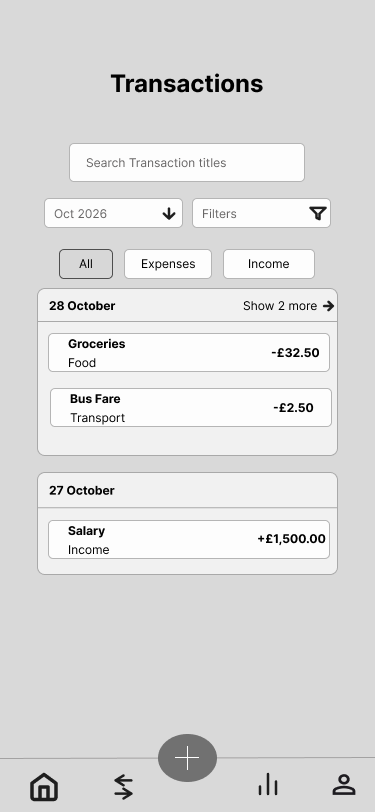 Transactions
Search Transaction titles
Oct 2026
Filters
All
Expenses
Income
28 October
Show 2 more
Groceries
-£32.50
Food
Bus Fare
-£2.50
Transport
27 October
Salary
+£1,500.00
Income